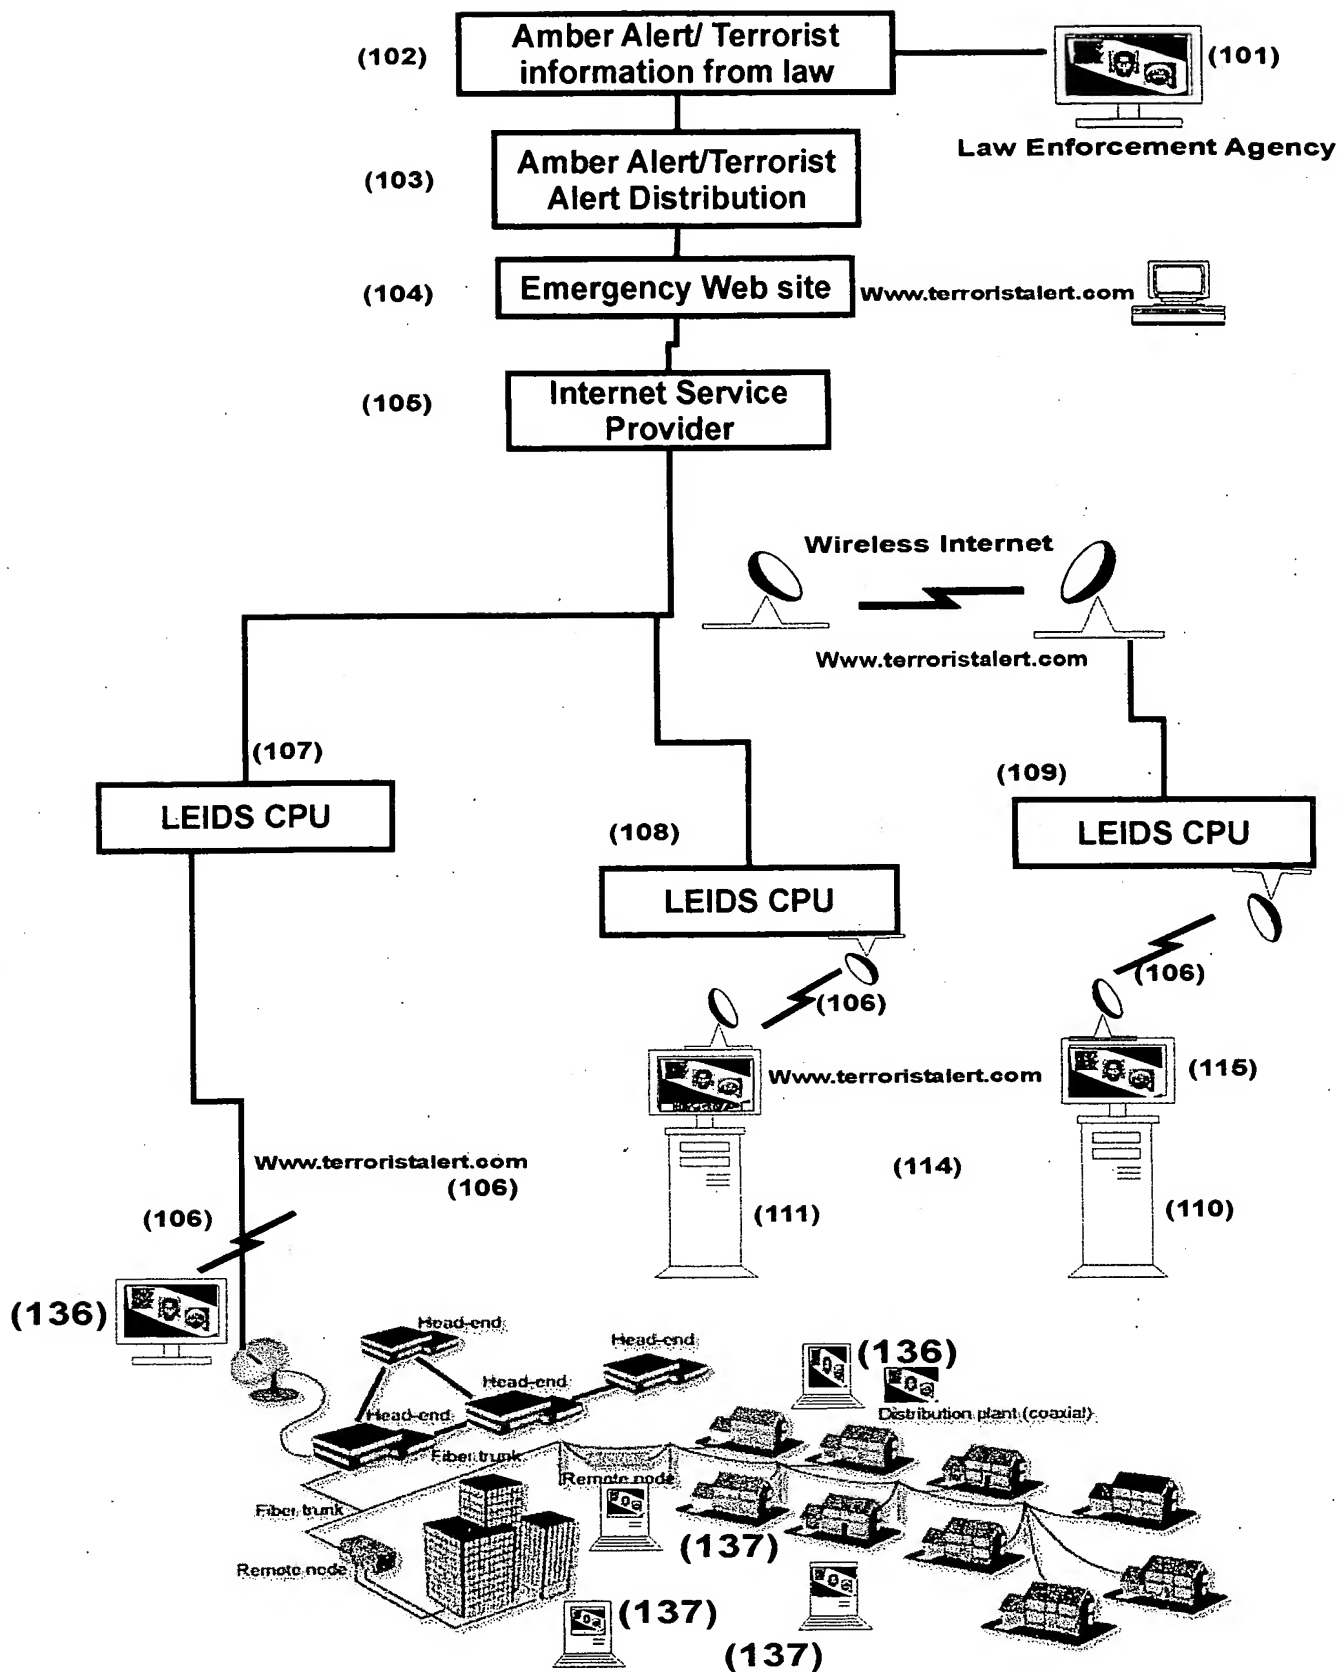 (102)
Amber Alert/ Terrorist
information from law
(101)
Law Enforcement Agency
(103)
Amber Alert/Terrorist
Alert Distribution
(104)
Emergency Web site
Www.terroristalert.com
(105)
Internet Service
Provider
Wireless Internet
Www.terroristalert.com
(107)
LEIDS CPU
(108)
LEIDS CPU
(109)
LEIDS CPU
(106)
(106)
Www.terroristalert.com
(115)
Www.terroristalert.com
(106)
(114)
(106)
(111)
(110)
(136)
Head-end
Head-end
Head-end
Head-end
(136)
Distribution plant (coaxial)
Fiber trunk
Remote node
Fiber trunk
Remote node
(137)
(137)
(137)